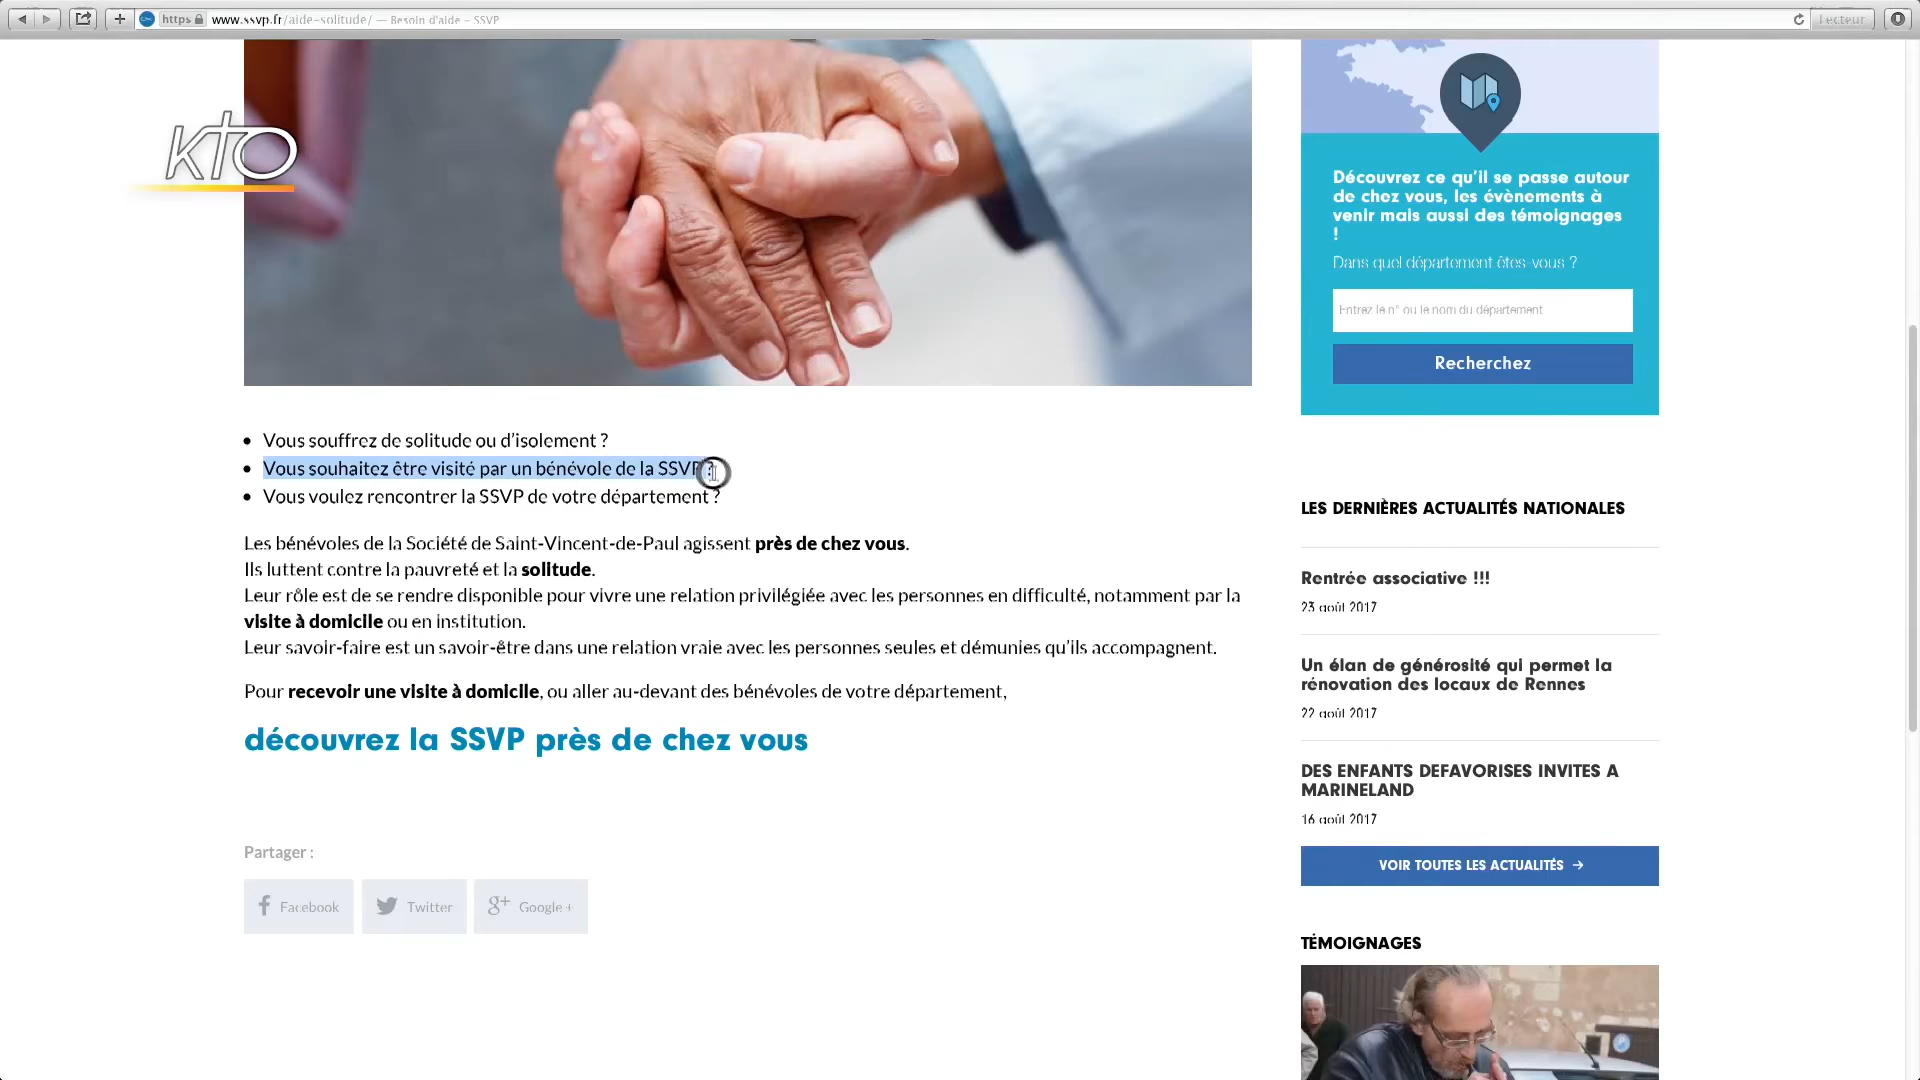 https www.ssvp.fr/aide-solitude/ — Besoin d'aide – SSVP
Lecteur
KTO
Découvrez ce qu'il se passe autour
de chez vous, les évènements à
venir mais aussi des témoignages
!
Dans quel département êtes-vous ?
Entrez le n° ou le nom du département
Recherchez
Vous souffrez de solitude ou d'isolement ?
Vous souhaitez être visité par un bénévole de la SSVP ?
Vous voulez rencontrer la SSVP de votre département ?
Les bénévoles de la Société de Saint-Vincent-de-Paul agissent près de chez vous.
Ils luttent contre la pauvreté et la solitude.
Leur rôle est de se rendre disponible pour vivre une relation privilégiée avec les personnes en difficulté, notamment par la
visite à domicile ou en institution.
Leur savoir-faire est un savoir-être dans une relation vraie avec les personnes seules et démunies qu'ils accompagnent.
Pour recevoir une visite à domicile, ou aller au-devant des bénévoles de votre département,
découvrez la SSVP près de chez vous
Partager :
Facebook
Twitter
Google +
LES DERNIÈRES ACTUALITÉS NATIONALES
Rentrée associative !!!
23 août 2017
Un élan de générosité qui permet la
rénovation des locaux de Rennes
22 août 2017
DES ENFANTS DEFAVORISES INVITES A
MARINELAND
16 août 2017
VOIR TOUTES LES ACTUALITÉS →
TÉMOIGNAGES